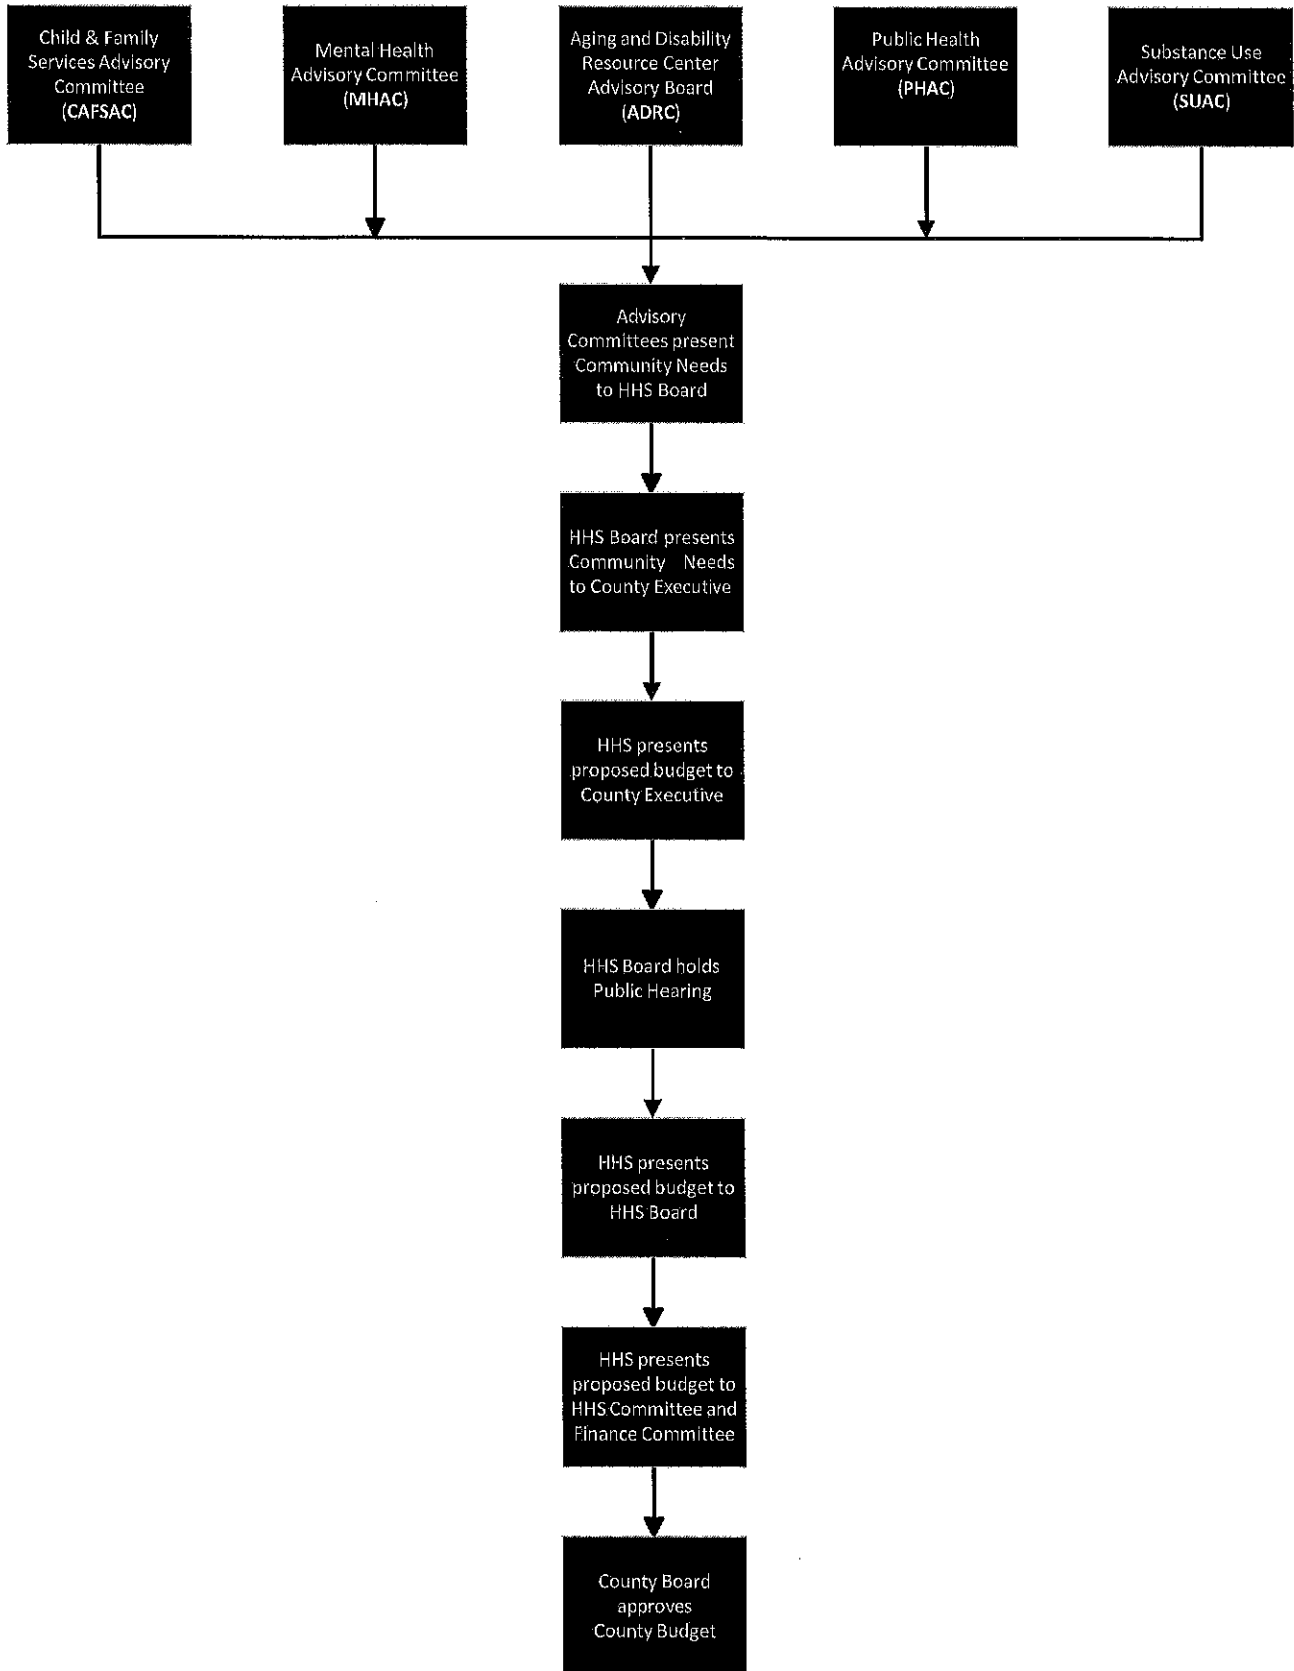 Child & Family
Services Advisory
Committee
(CAFSAC)
Mental Health
Advisory Committee
(MHAC)
Aging and Disability
Resource Center
Advisory Board
(ADRC)
Public Health
Advisory Committee
(PHAC)
Substance Use
Advisory Committee
(SUAC)
Advisory
Committees present
Community Needs
to HHS Board
HHS Board presents
Community Needs
to County Executive
HHS presents
proposed budget to
County Executive
HHS Board holds
Public Hearing
HHS presents
proposed budget to
HHS Board
HHS presents
proposed budget to
HHS Committee and
Finance Committee
County Board
approves
County Budget